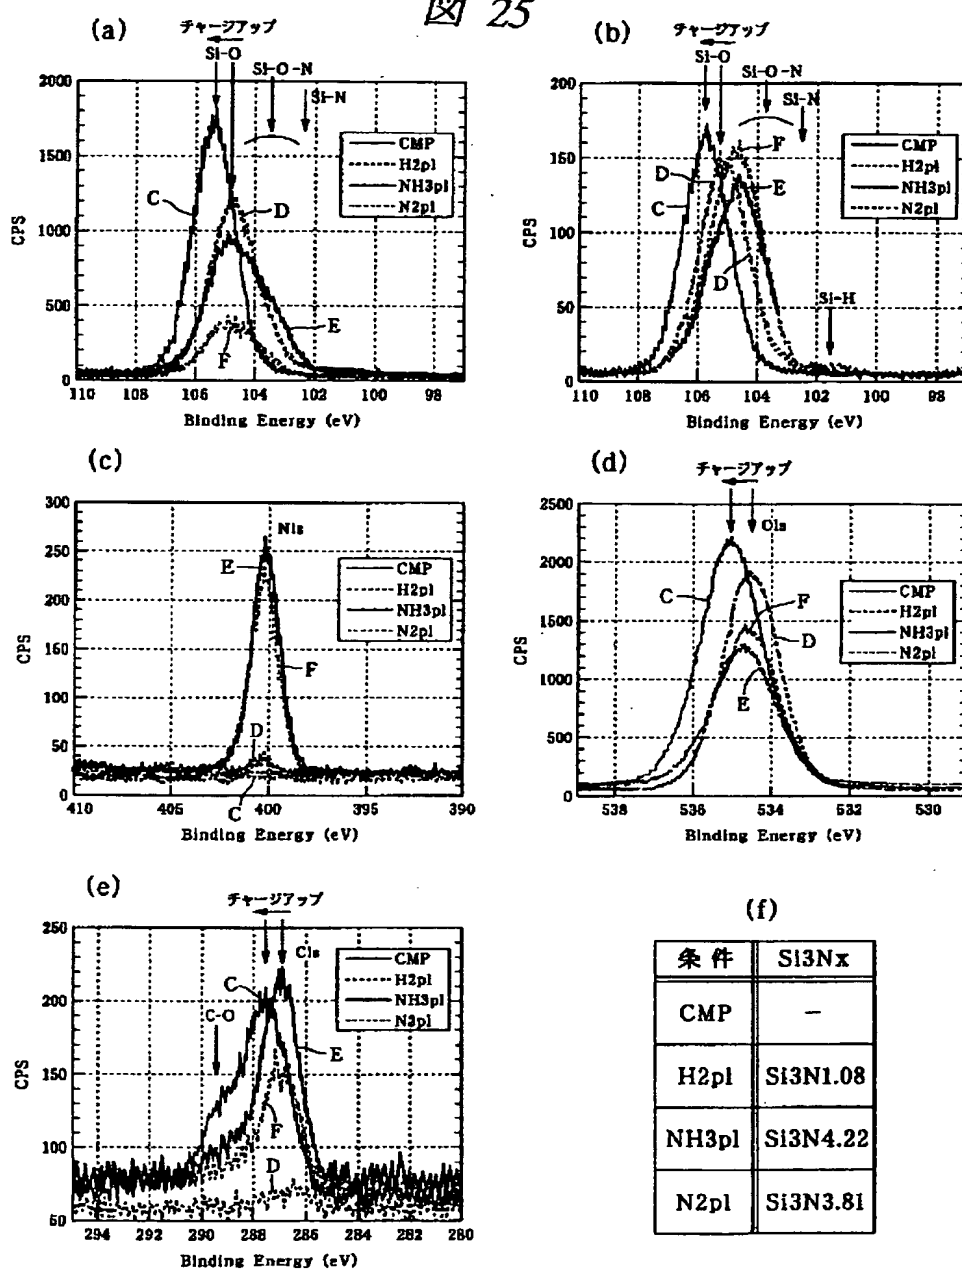 図 25
(a)
チャージアップ
Si-O
Si-O-N
Si-N
2000
1500
1000
500
0
CPS
CMP
H2pl
NH3pl
N2pl
C
D
E
F
110 108 106 104 102 100 98
Binding Energy (eV)
(b)
チャージアップ
Si-O
Si-O-N
Si-N
200
150
100
50
0
CPS
CMP
H2pl
NH3pl
N2pl
F
D
E
C
D
Si-H
110 108 106 104 102 100 98
Binding Energy (eV)
(c)
300
250
200
150
100
50
0
CPS
N1s
CMP
H2pl
NH3pl
N2pl
E
F
D
C
410 405 400 395 390
Binding Energy (eV)
(d)
チャージアップ
O1s
2500
2000
1500
1000
500
0
CPS
CMP
H2pl
NH3pl
N2pl
C
F
D
E
538 536 534 532 530
Binding Energy (eV)
(e)
チャージアップ
C1s
250
200
150
100
50
CPS
CMP
H2pl
NH3pl
N2pl
C
C-O
E
F
D
294 292 290 288 286 284 282 280
Binding Energy (eV)
(f)
条件 Si3Nx
CMP －
H2pl Si3N1.08
NH3pl Si3N4.22
N2pl Si3N3.81